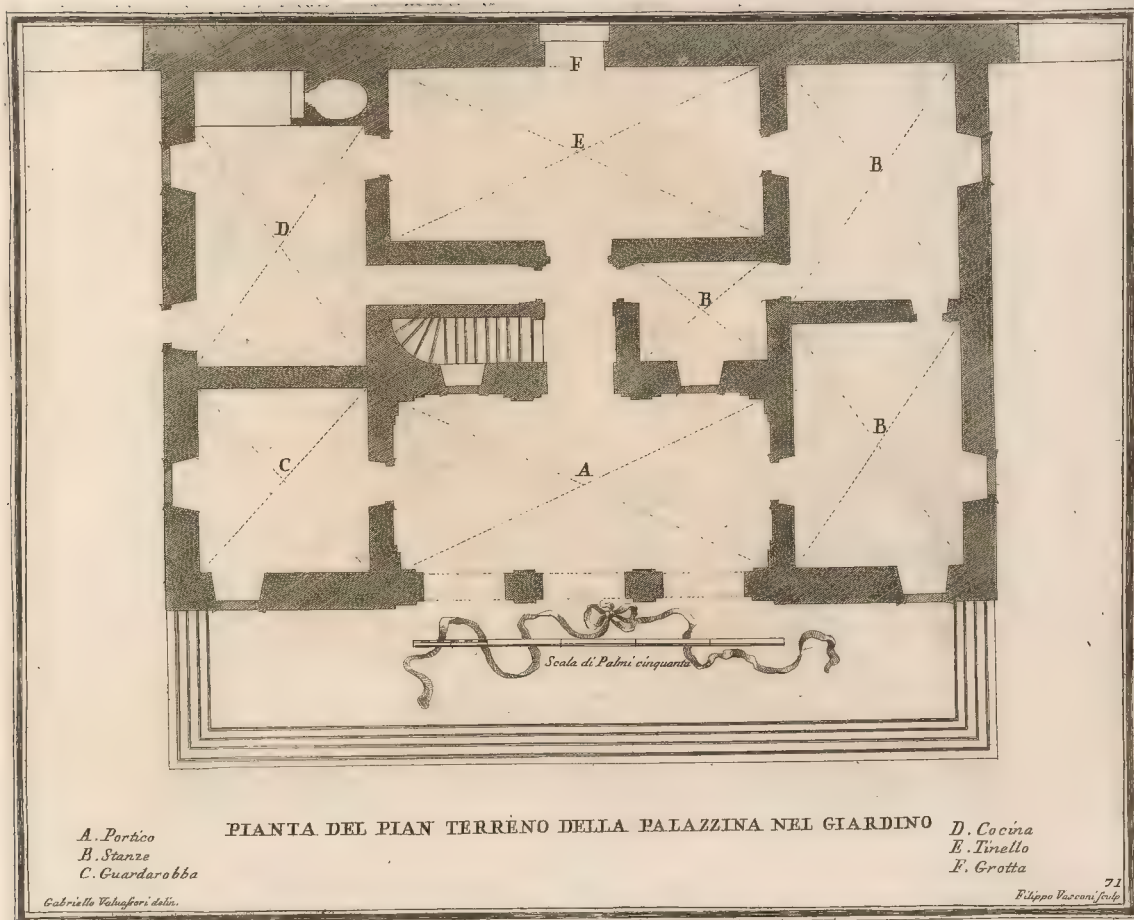 F
E
B
D
B
C
A
B
Scala di Palmi cinquanta
PIANTA DEL PIAN TERRENO DELLA PALAZZINA NEL GIARDINO
A. Portico
B. Stanze
C. Guardarobba
D. Cocina
E. Tinello
F. Grotta
71
Gabriello Valuassori delin.
Filippo Vasconi sculp